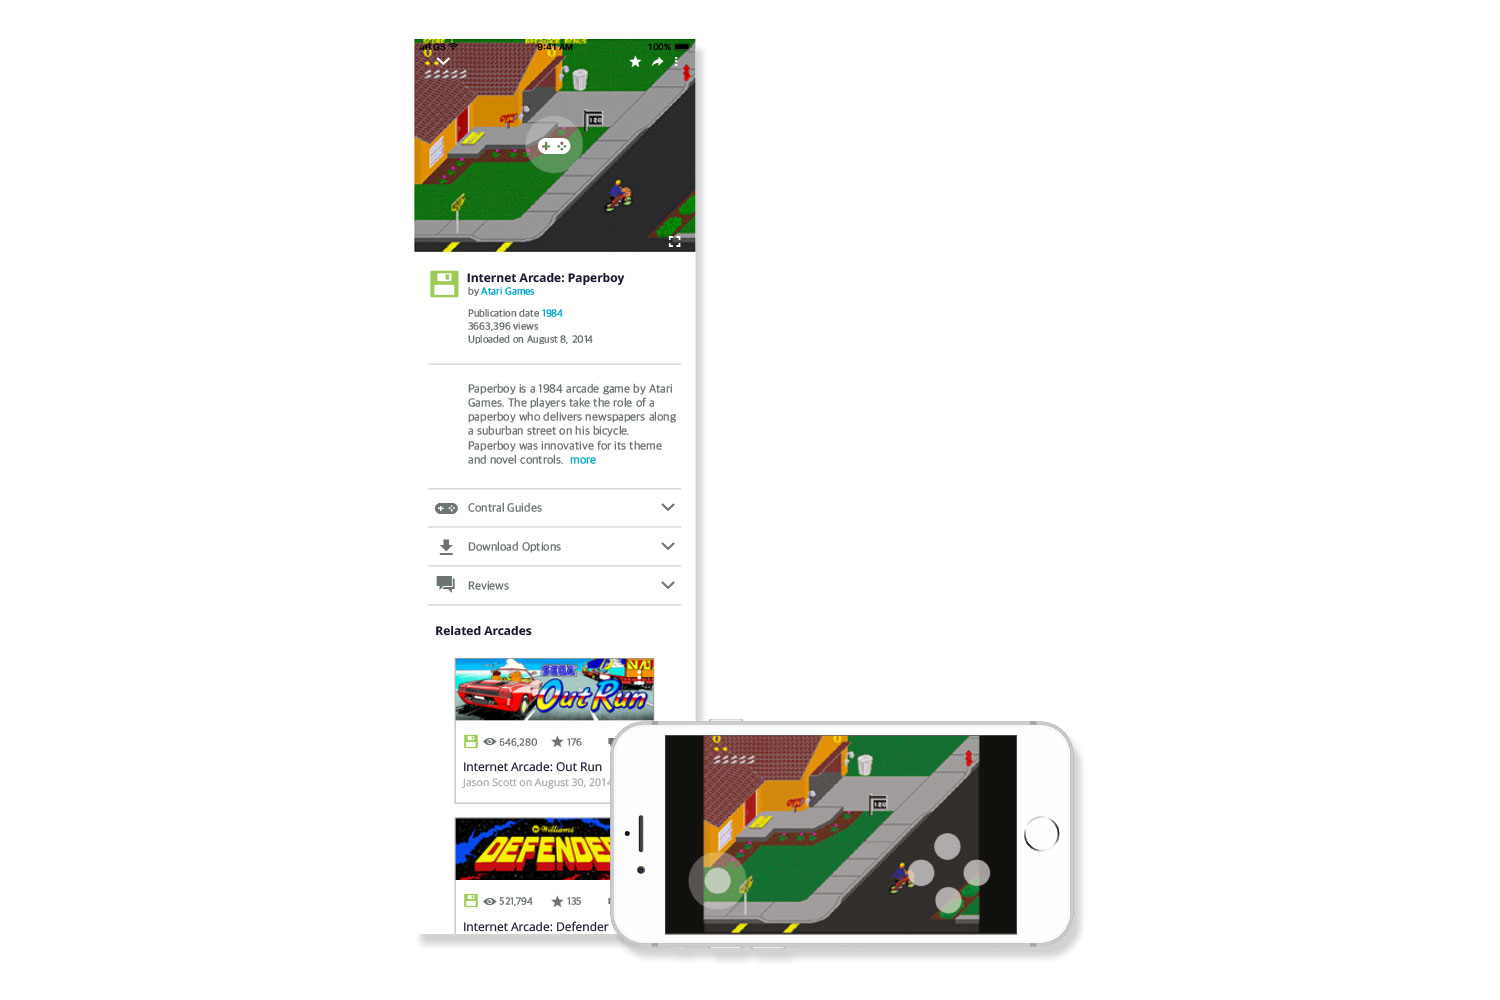 GS 9:41 AM 100%
Internet Arcade: Paperboy
by Atari Games
Publication date 1984
3663,396 views
Uploaded on August 8, 2014
Paperboy is a 1984 arcade game by Atari
Games. The players take the role of a
paperboy who delivers newspapers along
a suburban street on his bicycle.
Paperboy was innovative for its theme
and novel controls. more
Contral Guides
Download Options
Reviews
Related Arcades
SEGA
Out Run
646,280 176
Internet Arcade: Out Run
Jason Scott on August 30, 2014
Williams
DEFENDE
521,794 135
Internet Arcade: Defender